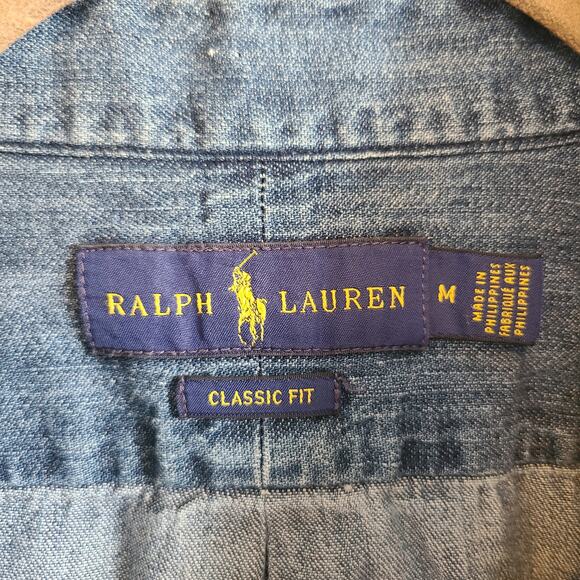 RALPH LAUREN
M
MADE IN
PHILIPPINES
FABRIQUÉ AUX
PHILIPPINES
CLASSIC FIT